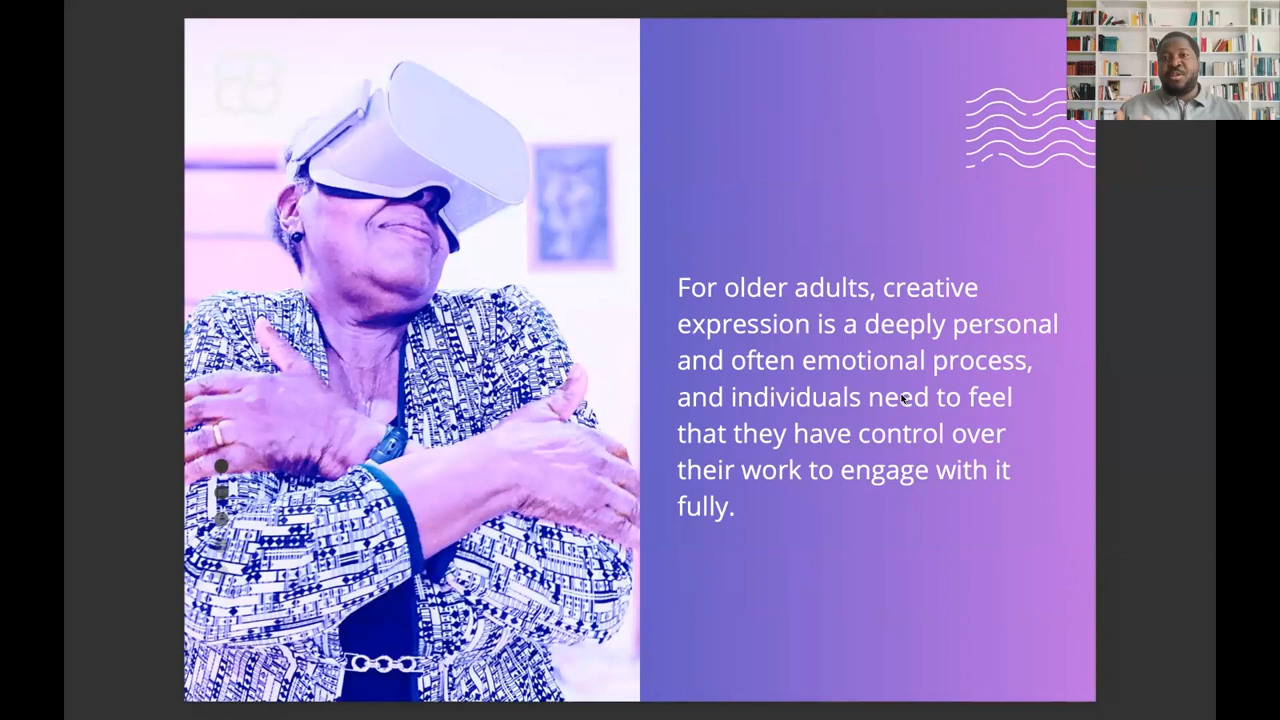 For older adults, creative
expression is a deeply personal
and often emotional process,
and individuals need to feel
that they have control over
their work to engage with it
fully.